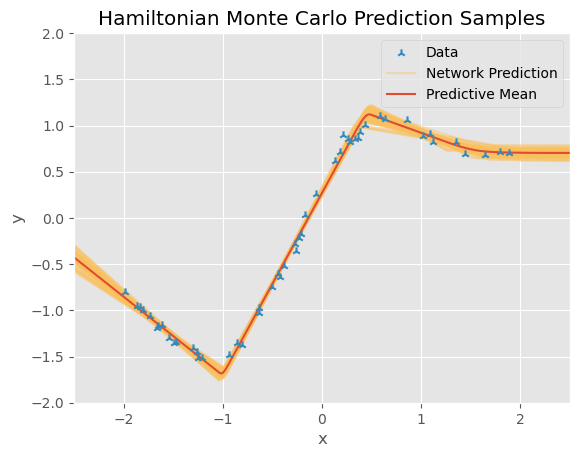 Hamiltonian Monte Carlo Prediction Samples
Data
Network Prediction
Predictive Mean
2.0
1.5
1.0
0.5
0.0
−0.5
−1.0
−1.5
−2.0
y
−2
−1
0
1
2
x